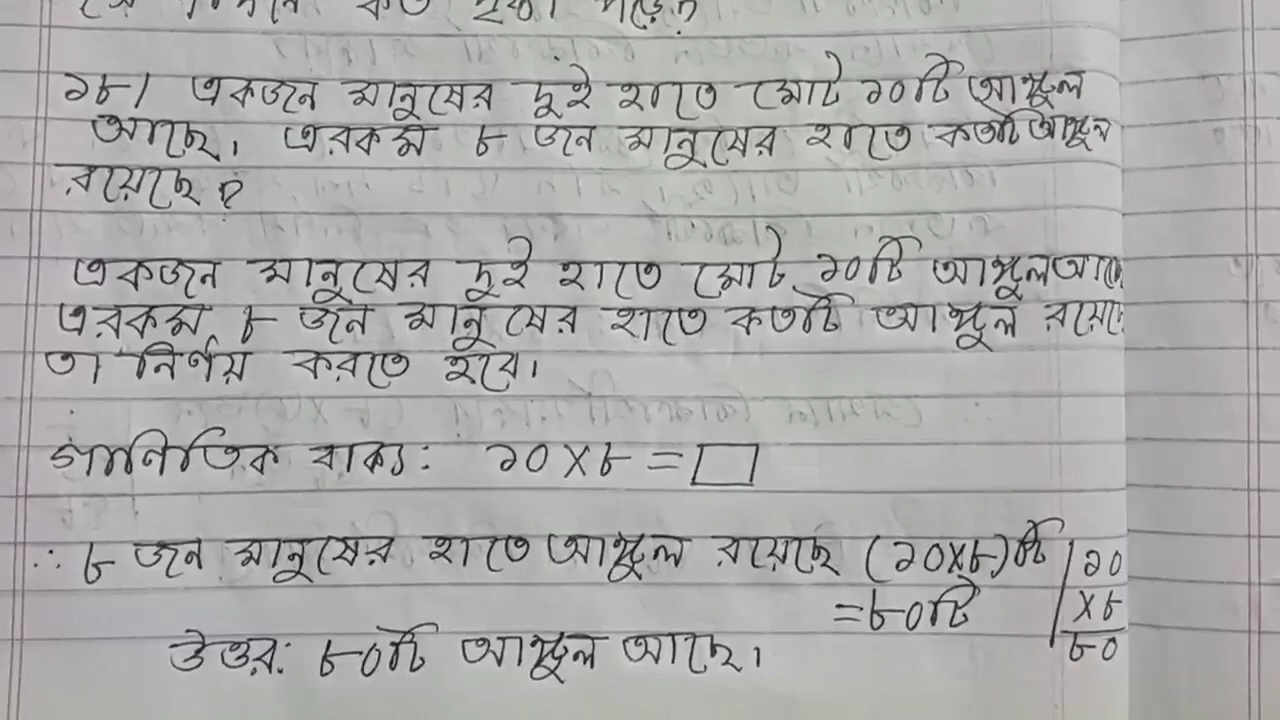 ১৮। একজন মানুষের দুই হাতে মোট ১০টি আঙ্গুল
আছে। এরকম ৮ জন মানুষের হাতে কতটি আঙ্গুল
রয়েছে?
একজন মানুষের দুই হাতে মোট ১০টি আঙ্গুল আছে
এরকম ৮ জন মানুষের হাতে কতটি আঙ্গুল রয়েছে
তা নির্ণয় করতে হবে।
গানিতিক বাক্য: ১০×৮=□
∴ ৮ জন মানুষের হাতে আঙ্গুল রয়েছে (১০×৮)টি
=৮০টি
১০
×৮
৮০
উত্তর: ৮০টি আঙ্গুল আছে।